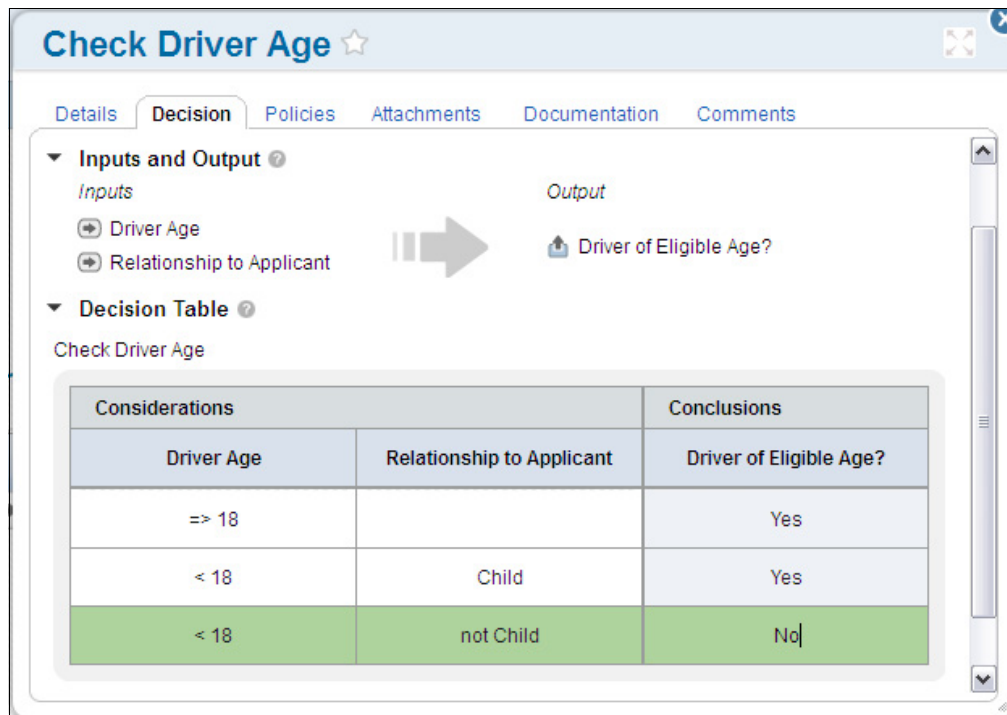 Check Driver Age
Details Decision Policies Attachments Documentation Comments
Inputs and Output
Inputs Output
Driver Age
Relationship to Applicant
Driver of Eligible Age?
Decision Table
Check Driver Age
Considerations Conclusions
Driver Age Relationship to Applicant Driver of Eligible Age?
=> 18 Yes
< 18 Child Yes
< 18 not Child No